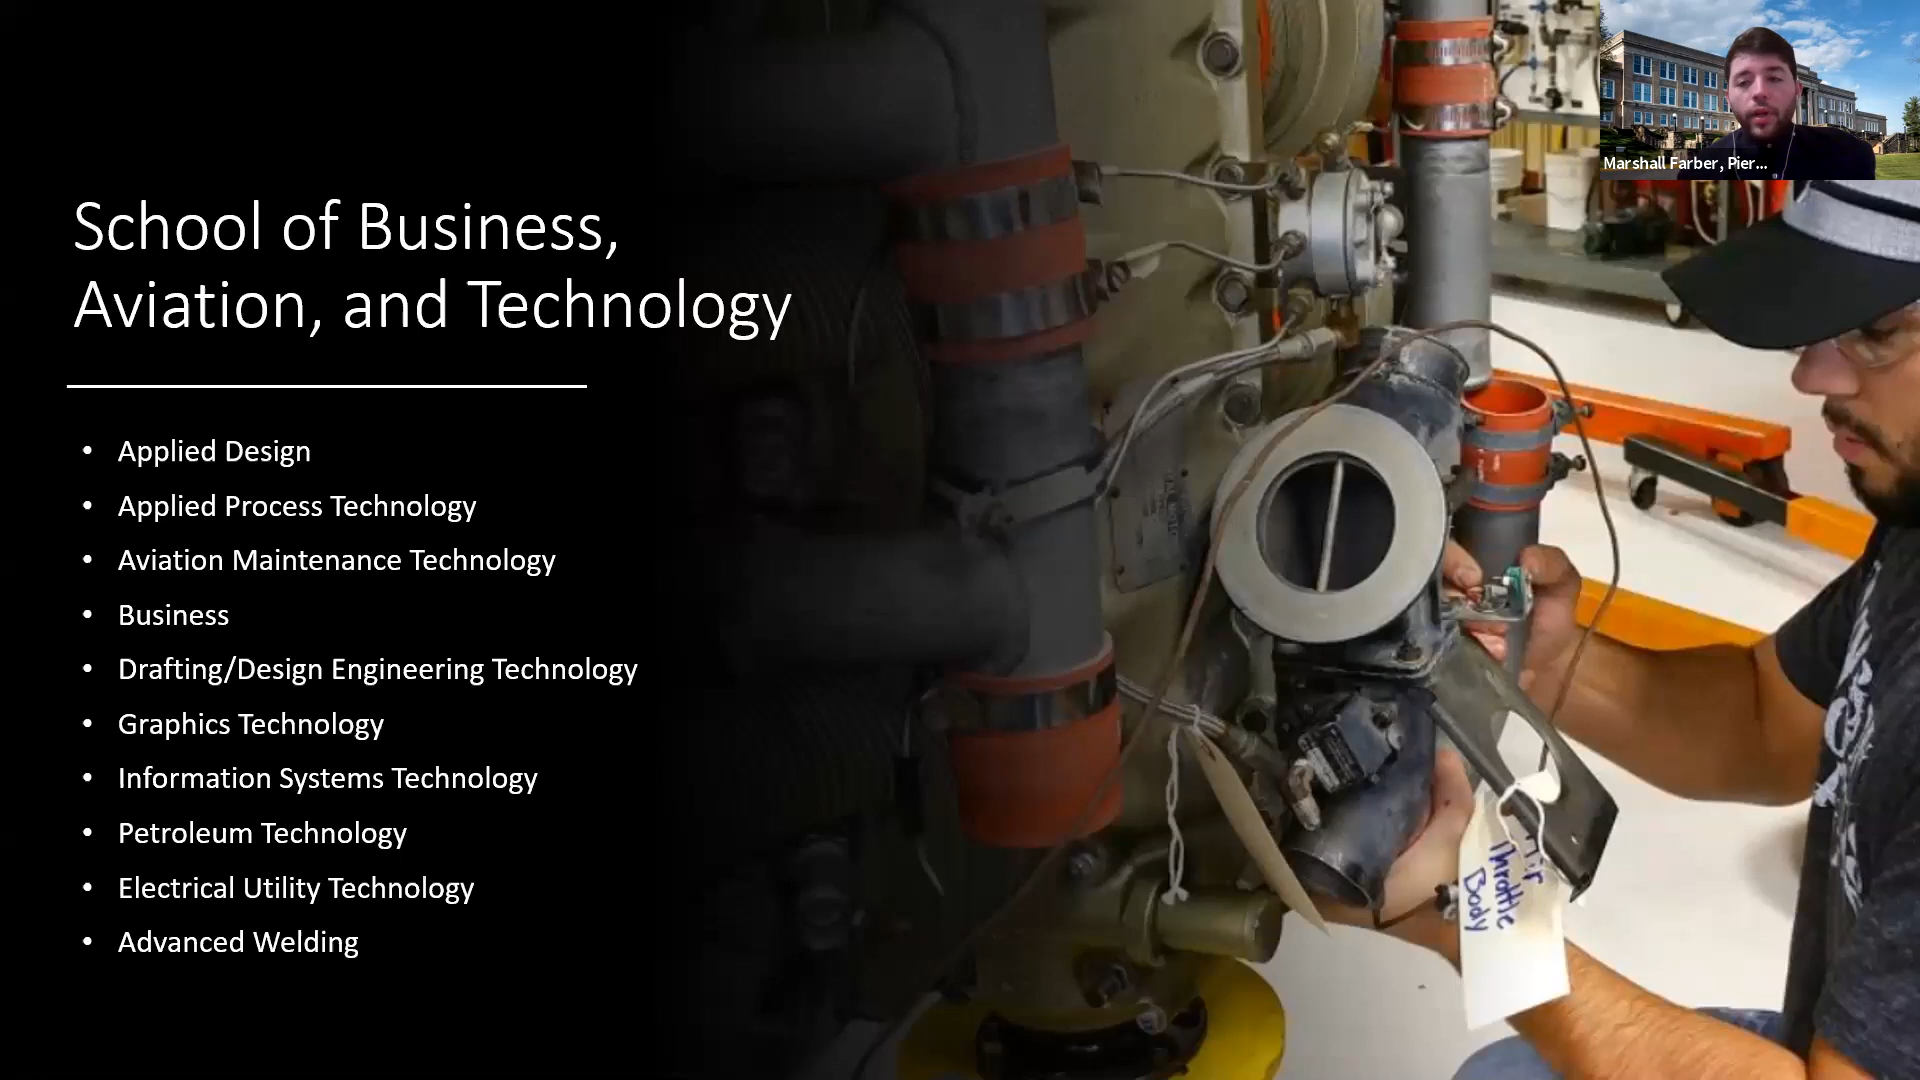 Marshall Farber, Pier...
School of Business,
Aviation, and Technology
• Applied Design
• Applied Process Technology
• Aviation Maintenance Technology
• Business
• Drafting/Design Engineering Technology
• Graphics Technology
• Information Systems Technology
• Petroleum Technology
• Electrical Utility Technology
• Advanced Welding
Throttle
Body